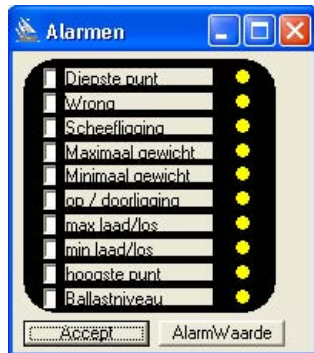 Alarmen
Diepste punt
Wrong
Scheefligging
Maximaal gewicht
Minimaal gewicht
op / doorligging
max laad/los
min laad/los
hoogste punt
Ballastniveau
Accept
AlarmWaarde